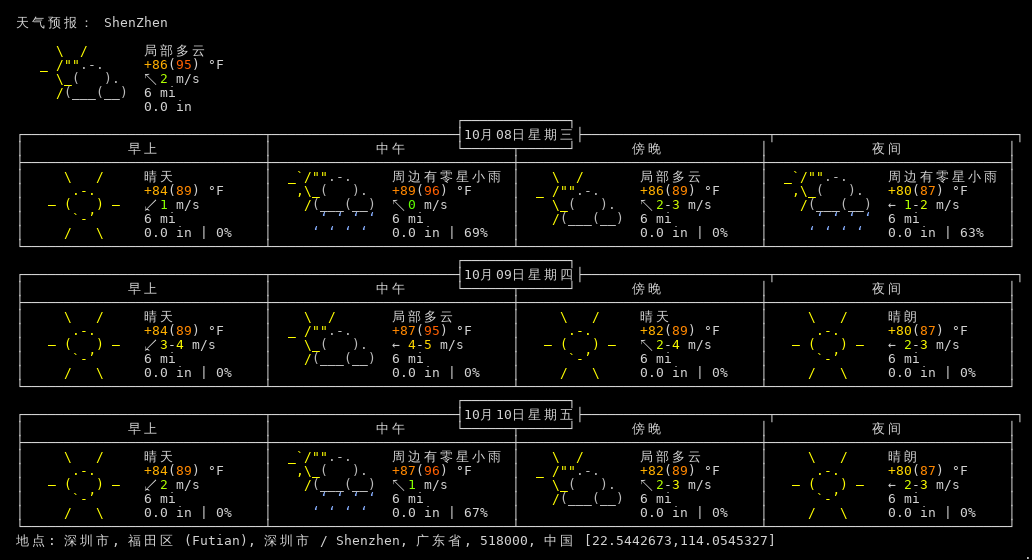 天气预报： ShenZhen
局部多云
+86(95) °F
↖2 m/s
6 mi
0.0 in
10月08日星期三
早上 中午 傍晚 夜间
晴天 周边有零星小雨 局部多云 周边有零星小雨
+84(89) °F +89(96) °F +86(89) °F +80(87) °F
↙1 m/s ↖0 m/s ↖2-3 m/s ← 1-2 m/s
6 mi 6 mi 6 mi 6 mi
0.0 in | 0% 0.0 in | 69% 0.0 in | 0% 0.0 in | 63%
10月09日星期四
早上 中午 傍晚 夜间
晴天 局部多云 晴天 晴朗
+84(89) °F +87(95) °F +82(89) °F +80(87) °F
↙3-4 m/s ← 4-5 m/s ↖2-4 m/s ← 2-3 m/s
6 mi 6 mi 6 mi 6 mi
0.0 in | 0% 0.0 in | 0% 0.0 in | 0% 0.0 in | 0%
10月10日星期五
早上 中午 傍晚 夜间
晴天 周边有零星小雨 局部多云 晴朗
+84(89) °F +87(96) °F +82(89) °F +80(87) °F
↙2 m/s ↖1 m/s ↖2-3 m/s ← 2-3 m/s
6 mi 6 mi 6 mi 6 mi
0.0 in | 0% 0.0 in | 67% 0.0 in | 0% 0.0 in | 0%
地点: 深圳市, 福田区 (Futian), 深圳市 / Shenzhen, 广东省, 518000, 中国 [22.5442673,114.0545327]